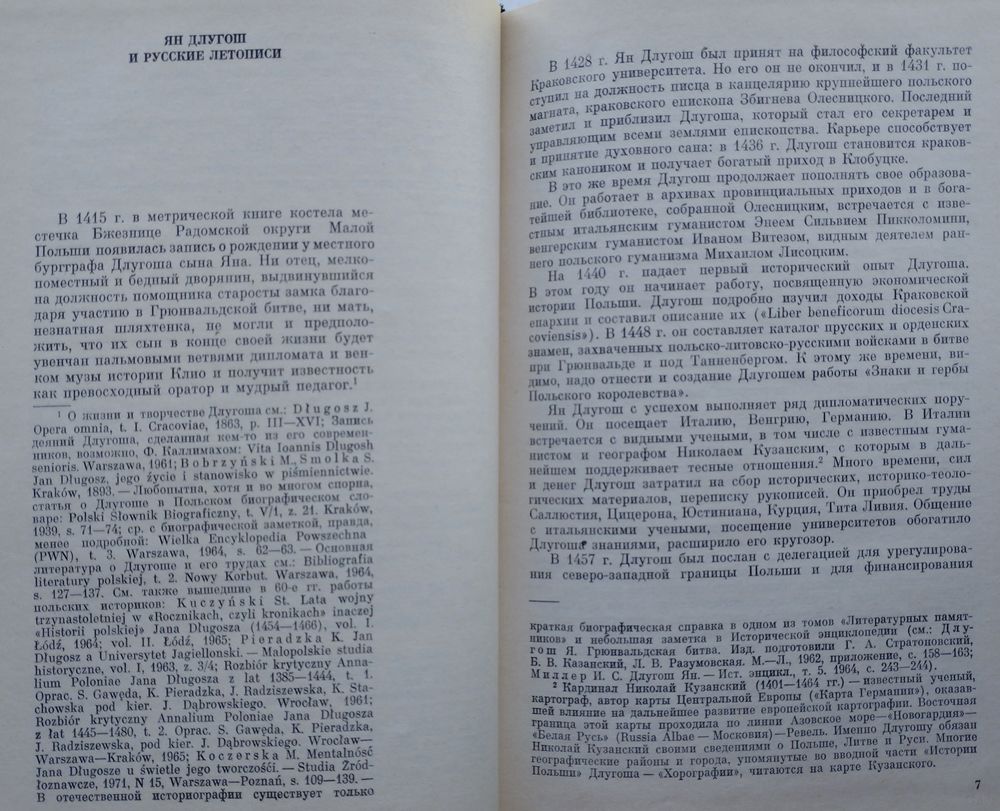 ЯН ДЛУГОШ
И РУССКИЕ ЛЕТОПИСИ
В 1415 г. в метрической книге костела ме-
стечка Бжезнице Радомской округи Малой
Польши появилась запись о рождении у местного
бургграфа Длугоша сына Яна. Ни отец, мелко-
поместный и бедный дворянин, выдвинувшийся
на должность помощника старосты замка благо-
даря участию в Грюнвальдской битве, ни мать,
незнатная шляхтенка, не могли и предполо-
жить, что их сын в конце своей жизни будет
увенчан пальмовыми ветвями дипломата и вен-
ком музы истории Клио и получит известность
как превосходный оратор и мудрый педагог.¹
¹ О жизни и творчестве Длугоша см.: Długosz J.
Opera omnia, t. I. Cracoviae, 1863, p. III—XVI; Запись
деяний Длугоша, сделанная кем-то из его современ-
ников, возможно, Ф. Каллимахом: Vita Ioannis Dlugosh
senioris. Warszawa, 1961; Bobrzyński M., Smolka S.
Jan Długosz, jego życie i stanowisko w piśmiennictwie.
Kraków, 1893. — Любопытна, хотя и во многом спорна,
статья о Длугоше в Польском биографическом сло-
варе: Polski Słownik Biograficzny, t. V/1, z. 21. Kraków,
1939, s. 71—74; ср. с биографической заметкой, правда,
менее подробной: Wielka Encyklopedia Powszechna
(PWN), t. 3. Warszawa, 1964, s. 62—63. — Основная
литература о Длугоше и его трудах см.: Bibliografia
literatury polskiej, t. 2. Nowy Korbut. Warszawa, 1964,
s. 127—137. См. также вышедшие в 60-е гг. работы
польских историков: Kuczyński St. Lata wojny
trzynastoletniej w «Rocznikach, czyli kronikach» inaczej
«Historii polskiej» Jana Długosza (1454—1466), vol. I.
Łódź, 1964; vol. II. Łódź, 1965; Pieradzka K. Jan
Długosz a Uniwersytet Jagielloński. — Małopolskie studia
historyczne, vol. I, 1963, z. 3/4; Rozbiór krytyczny Anna-
lium Poloniae Jana Długosza z lat 1385—1444, t. 1.
Oprac. S. Gawęda, K. Pieradzka, J. Radziszewska, K. Sta-
chowska pod kier. J. Dąbrowskiego. Wrocław, 1961;
Rozbiór krytyczny Annalium Poloniae Jana Długosza
z lat 1445—1480, t. 2. Oprac. S. Gawęda, K. Pieradzka,
J. Radziszewska, pod kier. J. Dąbrowskiego. Wrocław—
Warszawa—Kraków, 1965; Koczerska M. Mentalność
Jana Długosze u świetle jego tworczości. — Studia Źród-
łoznawcze, 1971, N 15, Warszawa—Poznań, s. 109—139. —
В отечественной историографии существует только
В 1428 г. Ян Длугош был принят на философский факультет
Краковского университета. Но его он не окончил, и в 1431 г. по-
ступил на должность писца в канцелярию крупнейшего польского
магната, краковского епископа Збигнева Олесницкого. Последний
заметил и приблизил Длугоша, который стал его секретарем и
управляющим всеми землями епископства. Карьере способствует
и принятие духовного сана: в 1436 г. Длугош становится краков-
ским каноником и получает богатый приход в Клобуцке.
В это же время Длугош продолжает пополнять свое образова-
ние. Он работает в архивах провинциальных приходов и в бога-
тейшей библиотеке, собранной Олесницким, встречается с изве-
стным итальянским гуманистом Энеем Сильвием Пикколомини,
венгерским гуманистом Иваном Витезом, видным деятелем ран-
него польского гуманизма Михаилом Лисоцким.
На 1440 г. падает первый исторический опыт Длугоша.
В этом году он начинает работу, посвященную экономической
истории Польши. Длугош подробно изучил доходы Краковской
епархии и составил описание их («Liber beneficorum diocesis Cra-
coviensis»). В 1448 г. он составляет каталог прусских и орденских
знамен, захваченных польско-литовско-русскими войсками в битве
при Грюнвальде и под Танненбергом. К этому же времени, ви-
димо, надо отнести и создание Длугошем работы «Знаки и гербы
Польского королевства».
Ян Длугош с успехом выполняет ряд дипломатических пору-
чений. Он посещает Италию, Венгрию, Германию. В Италии
встречается с видными учеными, в том числе с известным гума-
нистом и географом Николаем Кузанским, с которым в даль-
нейшем поддерживает тесные отношения.² Много времени, сил
и денег Длугош затратил на сбор исторических, историко-теоло-
гических материалов, переписку рукописей. Он приобрел труды
Саллюстия, Цицерона, Юстиниана, Курция, Тита Ливия. Общение
с итальянскими учеными, посещение университетов обогатило
Длугоша знаниями, расширило его кругозор.
В 1457 г. Длугош был послан с делегацией для урегулирова-
ния северо-западной границы Польши и для финансирования
краткая биографическая справка в одном из томов «Литературных памят-
ников» и небольшая заметка в Исторической энциклопедии (см.: Длу-
гош Я. Грюнвальдская битва. Изд. подготовили Г. А. Стратоновский,
Б. В. Казанский, Л. В. Разумовская. М.—Л., 1962, приложение, с. 158—163;
Миллер И. С. Длугош Ян. — Ист. энцикл., т. 5. 1964, с. 243—244).
² Кардинал Николай Кузанский (1401—1464 гг.) — известный ученый,
картограф, автор карты Центральной Европы («Карта Германии»), оказав-
шей влияние на дальнейшее развитие европейской картографии. Восточная
граница этой карты проходила по линии Азовское море—«Новогардия»—
«Белая Русь» (Russia Albae — Московия) — Ревель. Именно Длугошу обязан
Николай Кузанский своими сведениями о Польше, Литве и Руси. Многие
географические районы и города, упомянутые во вводной части «Истории
Польши» Длугоша — «Хорографии», читаются на карте Кузанского.
7